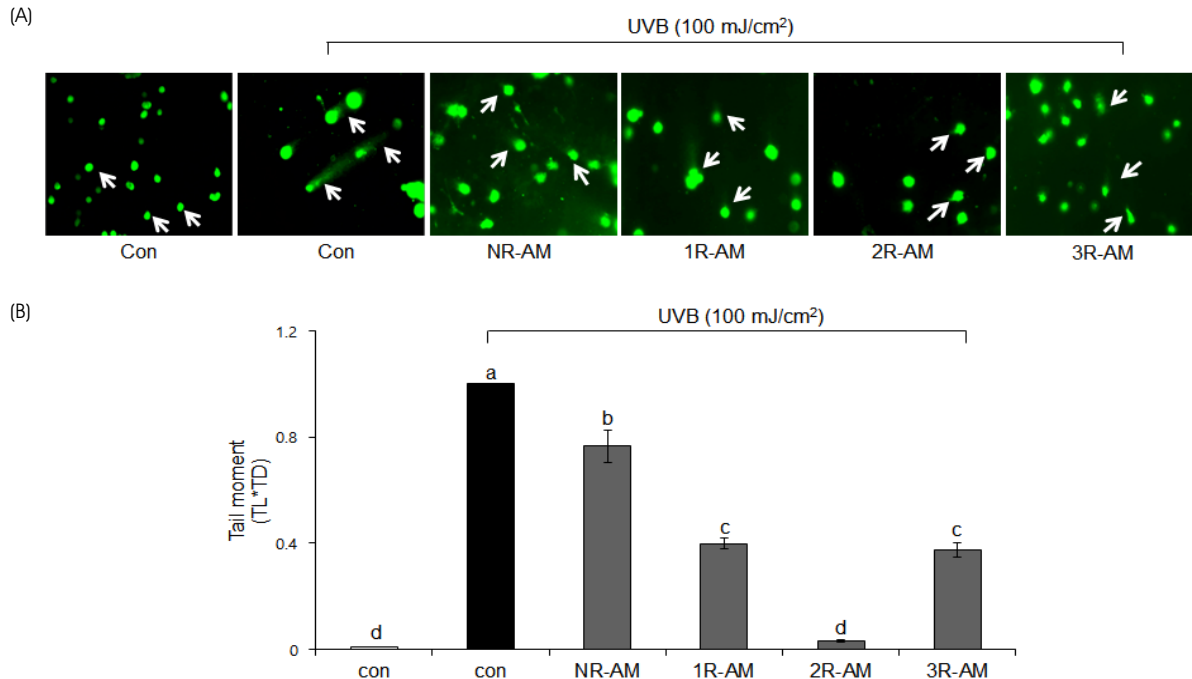 (A)
UVB (100 mJ/cm²)
Con Con NR-AM 1R-AM 2R-AM 3R-AM
(B)
UVB (100 mJ/cm²)
1.2
0.8
0.4
0
Tail moment
(TL*TD)
d a b c d c
con con NR-AM 1R-AM 2R-AM 3R-AM